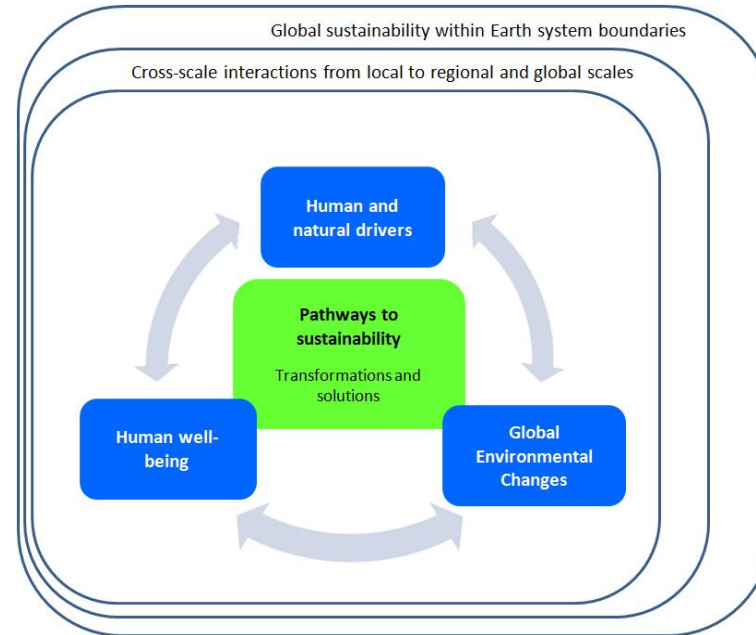 Global sustainability within Earth system boundaries
Cross-scale interactions from local to regional and global scales
Human and
natural drivers
Pathways to
sustainability
Transformations and
solutions
Human well-
being
Global
Environmental
Changes